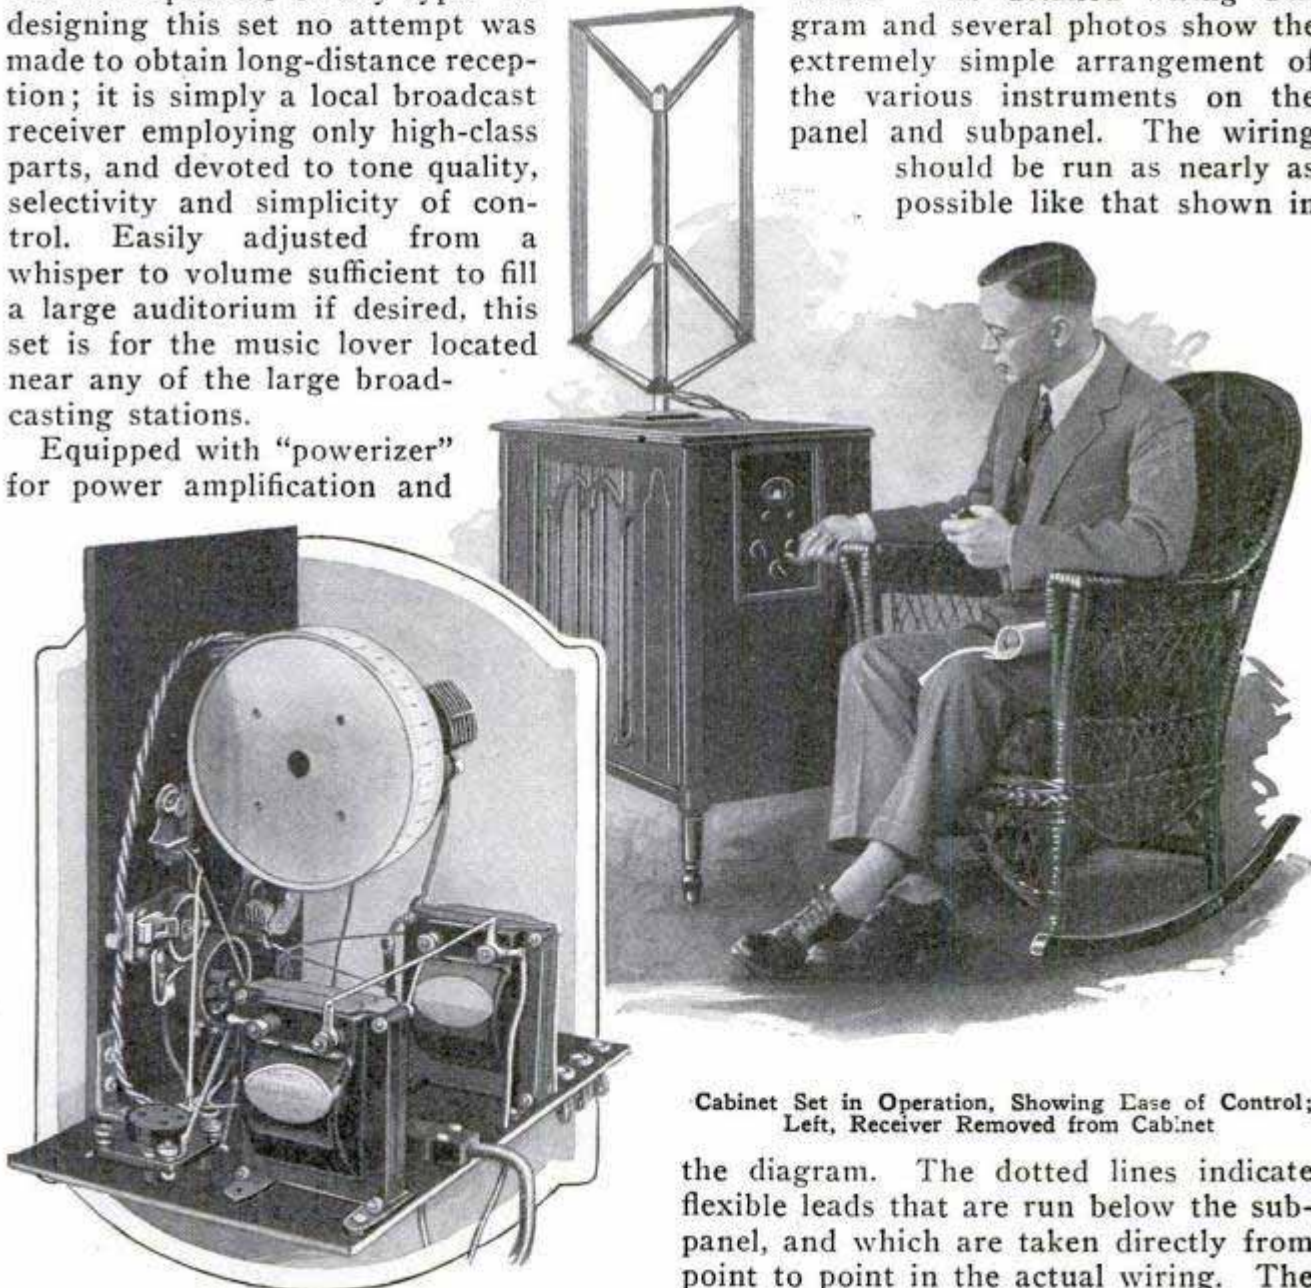 designing this set no attempt was
made to obtain long-distance recep-
tion; it is simply a local broadcast
receiver employing only high-class
parts, and devoted to tone quality,
selectivity and simplicity of con-
trol. Easily adjusted from a
whisper to volume sufficient to fill
a large auditorium if desired, this
set is for the music lover located
near any of the large broad-
casting stations.
Equipped with “powerizer”
for power amplification and
gram and several photos show the
extremely simple arrangement of
the various instruments on the
panel and subpanel. The wiring
should be run as nearly as
possible like that shown in
Cabinet Set in Operation, Showing Ease of Control;
Left, Receiver Removed from Cabinet
the diagram. The dotted lines indicate
flexible leads that are run below the sub-
panel, and which are taken directly from
point to point in the actual wiring. The